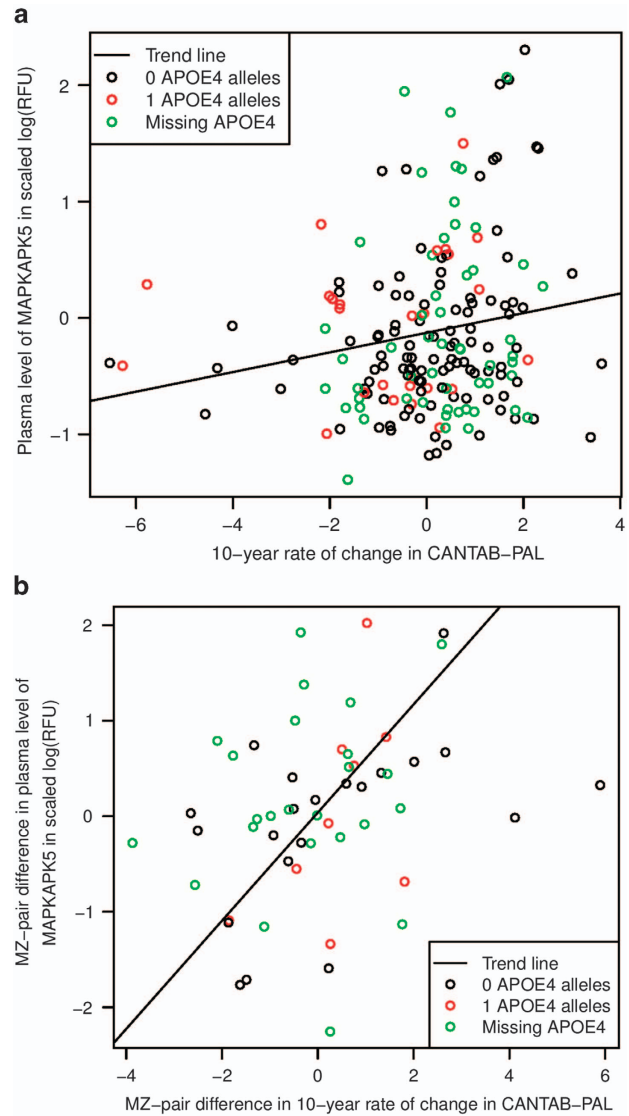 a
Plasma level of MAPKAPK5 in scaled log(RFU)
Trend line
0 APOE4 alleles
1 APOE4 alleles
Missing APOE4
2
1
0
−1
−6 −4 −2 0 2 4
10−year rate of change in CANTAB−PAL
b
MZ−pair difference in plasma level of
MAPKAPK5 in scaled log(RFU)
2
1
0
−1
−2
Trend line
0 APOE4 alleles
1 APOE4 alleles
Missing APOE4
−4 −2 0 2 4 6
MZ−pair difference in 10−year rate of change in CANTAB−PAL